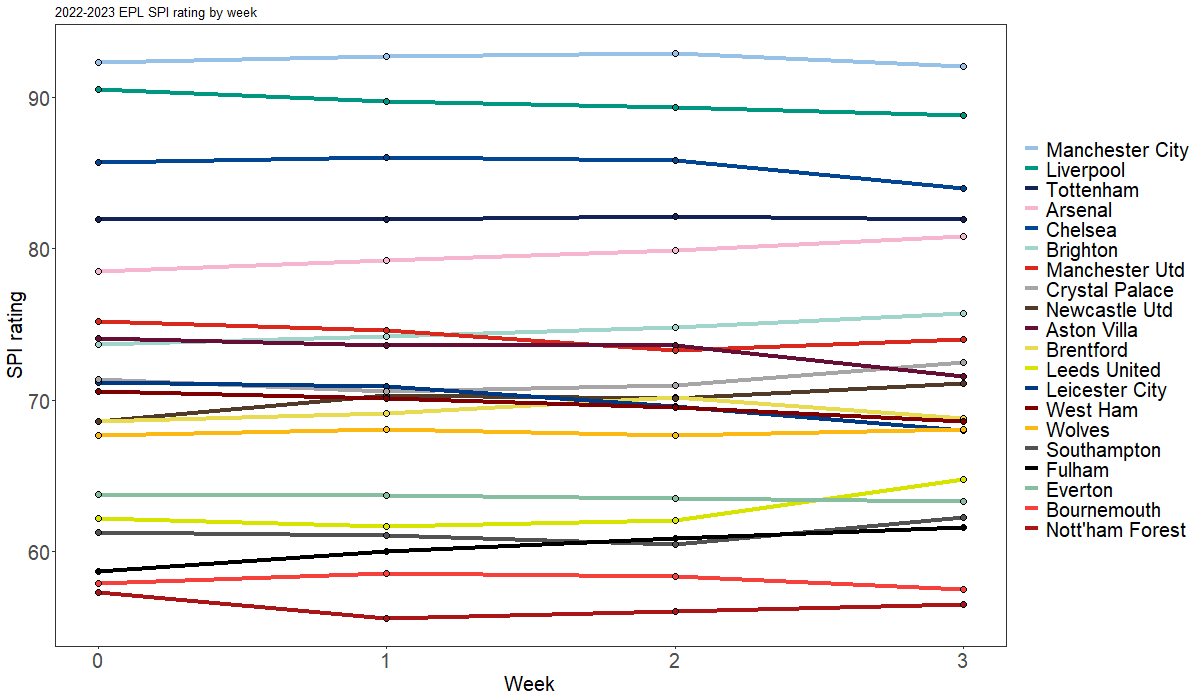 2022-2023 EPL SPI rating by week
90
80
70
60
SPI rating
0
1
2
3
Week
Manchester City
Liverpool
Tottenham
Arsenal
Chelsea
Brighton
Manchester Utd
Crystal Palace
Newcastle Utd
Aston Villa
Brentford
Leeds United
Leicester City
West Ham
Wolves
Southampton
Fulham
Everton
Bournemouth
Nott'ham Forest